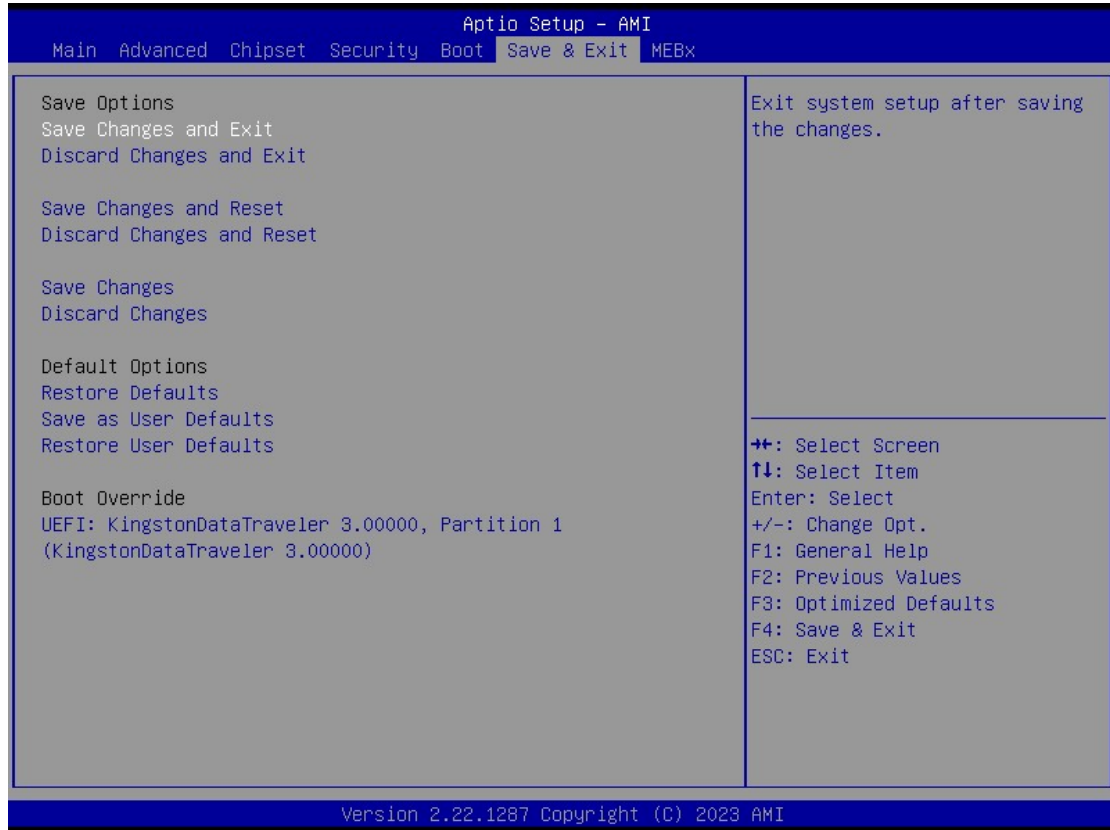 Aptio Setup – AMI
Main Advanced Chipset Security Boot Save & Exit MEBx
Save Options
Save Changes and Exit
Discard Changes and Exit
Save Changes and Reset
Discard Changes and Reset
Save Changes
Discard Changes
Default Options
Restore Defaults
Save as User Defaults
Restore User Defaults
Boot Override
UEFI: KingstonDataTraveler 3.00000, Partition 1
(KingstonDataTraveler 3.00000)
Exit system setup after saving
the changes.
→←: Select Screen
↑↓: Select Item
Enter: Select
+/-: Change Opt.
F1: General Help
F2: Previous Values
F3: Optimized Defaults
F4: Save & Exit
ESC: Exit
Version 2.22.1287 Copyright (C) 2023 AMI